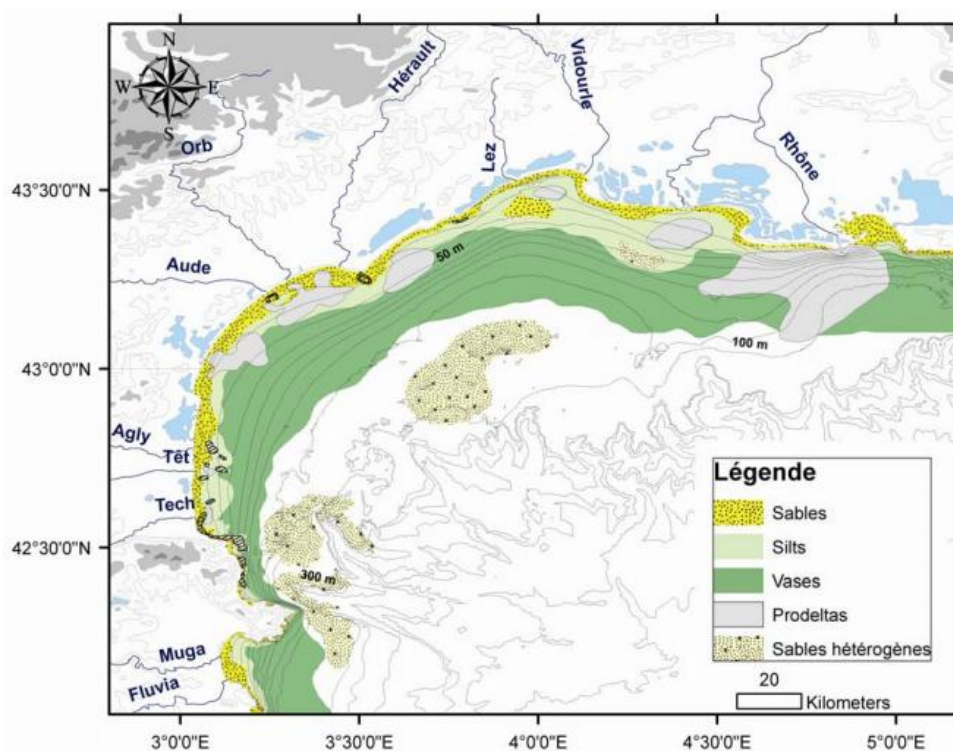 N
W
E
S
Orb
Hérault
Lez
Vidourle
Rhône
43°30'0"N
Aude
50 m
43°0'0"N
100 m
Agly
Têt
Tech
42°30'0"N
300 m
Muga
Fluvia
Légende
Sables
Silts
Vases
Prodeltas
Sables hétérogènes
20
Kilometers
3°0'0"E
3°30'0"E
4°0'0"E
4°30'0"E
5°0'0"E